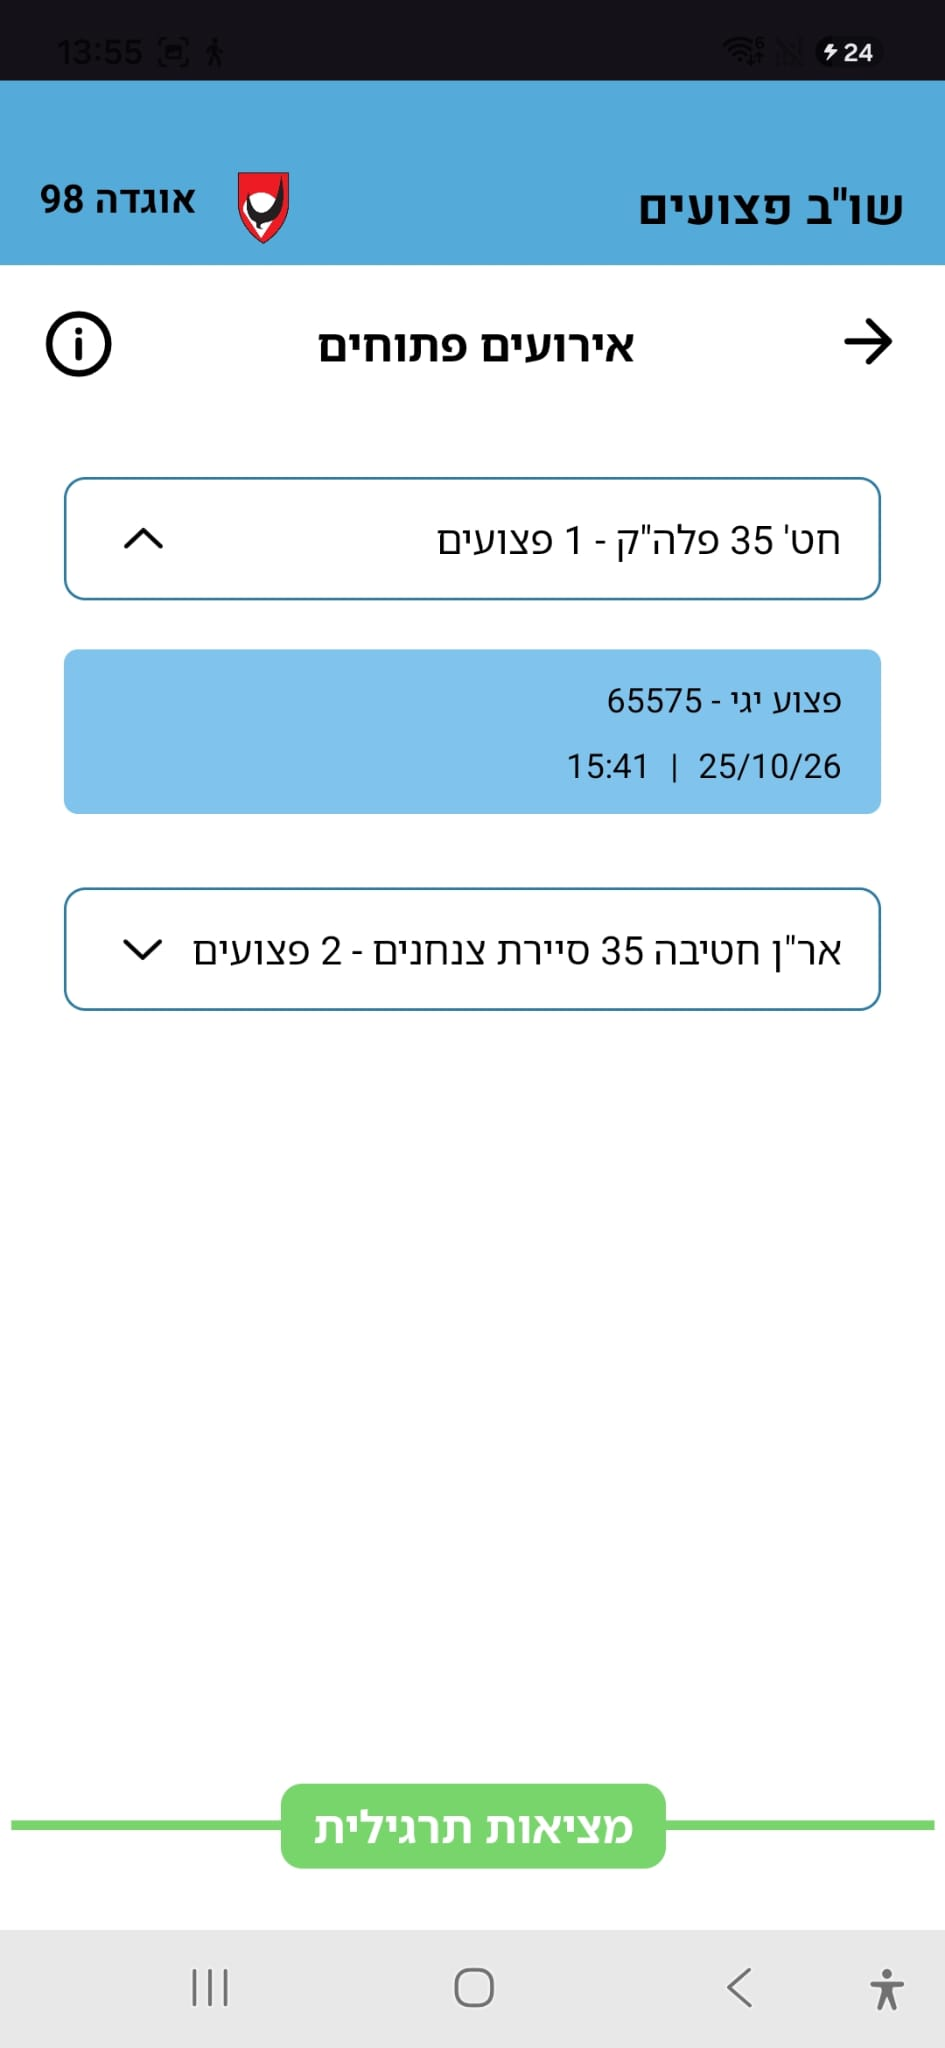 13:55
6
24
שו"ב פצועים
אוגדה 98
אירועים פתוחים
חט' 35 פלה"ק - 1 פצועים
פצוע יגי - 65575
25/10/26 | 15:41
אר"ן חטיבה 35 סיירת צנחנים - 2 פצועים
מציאות תרגילית